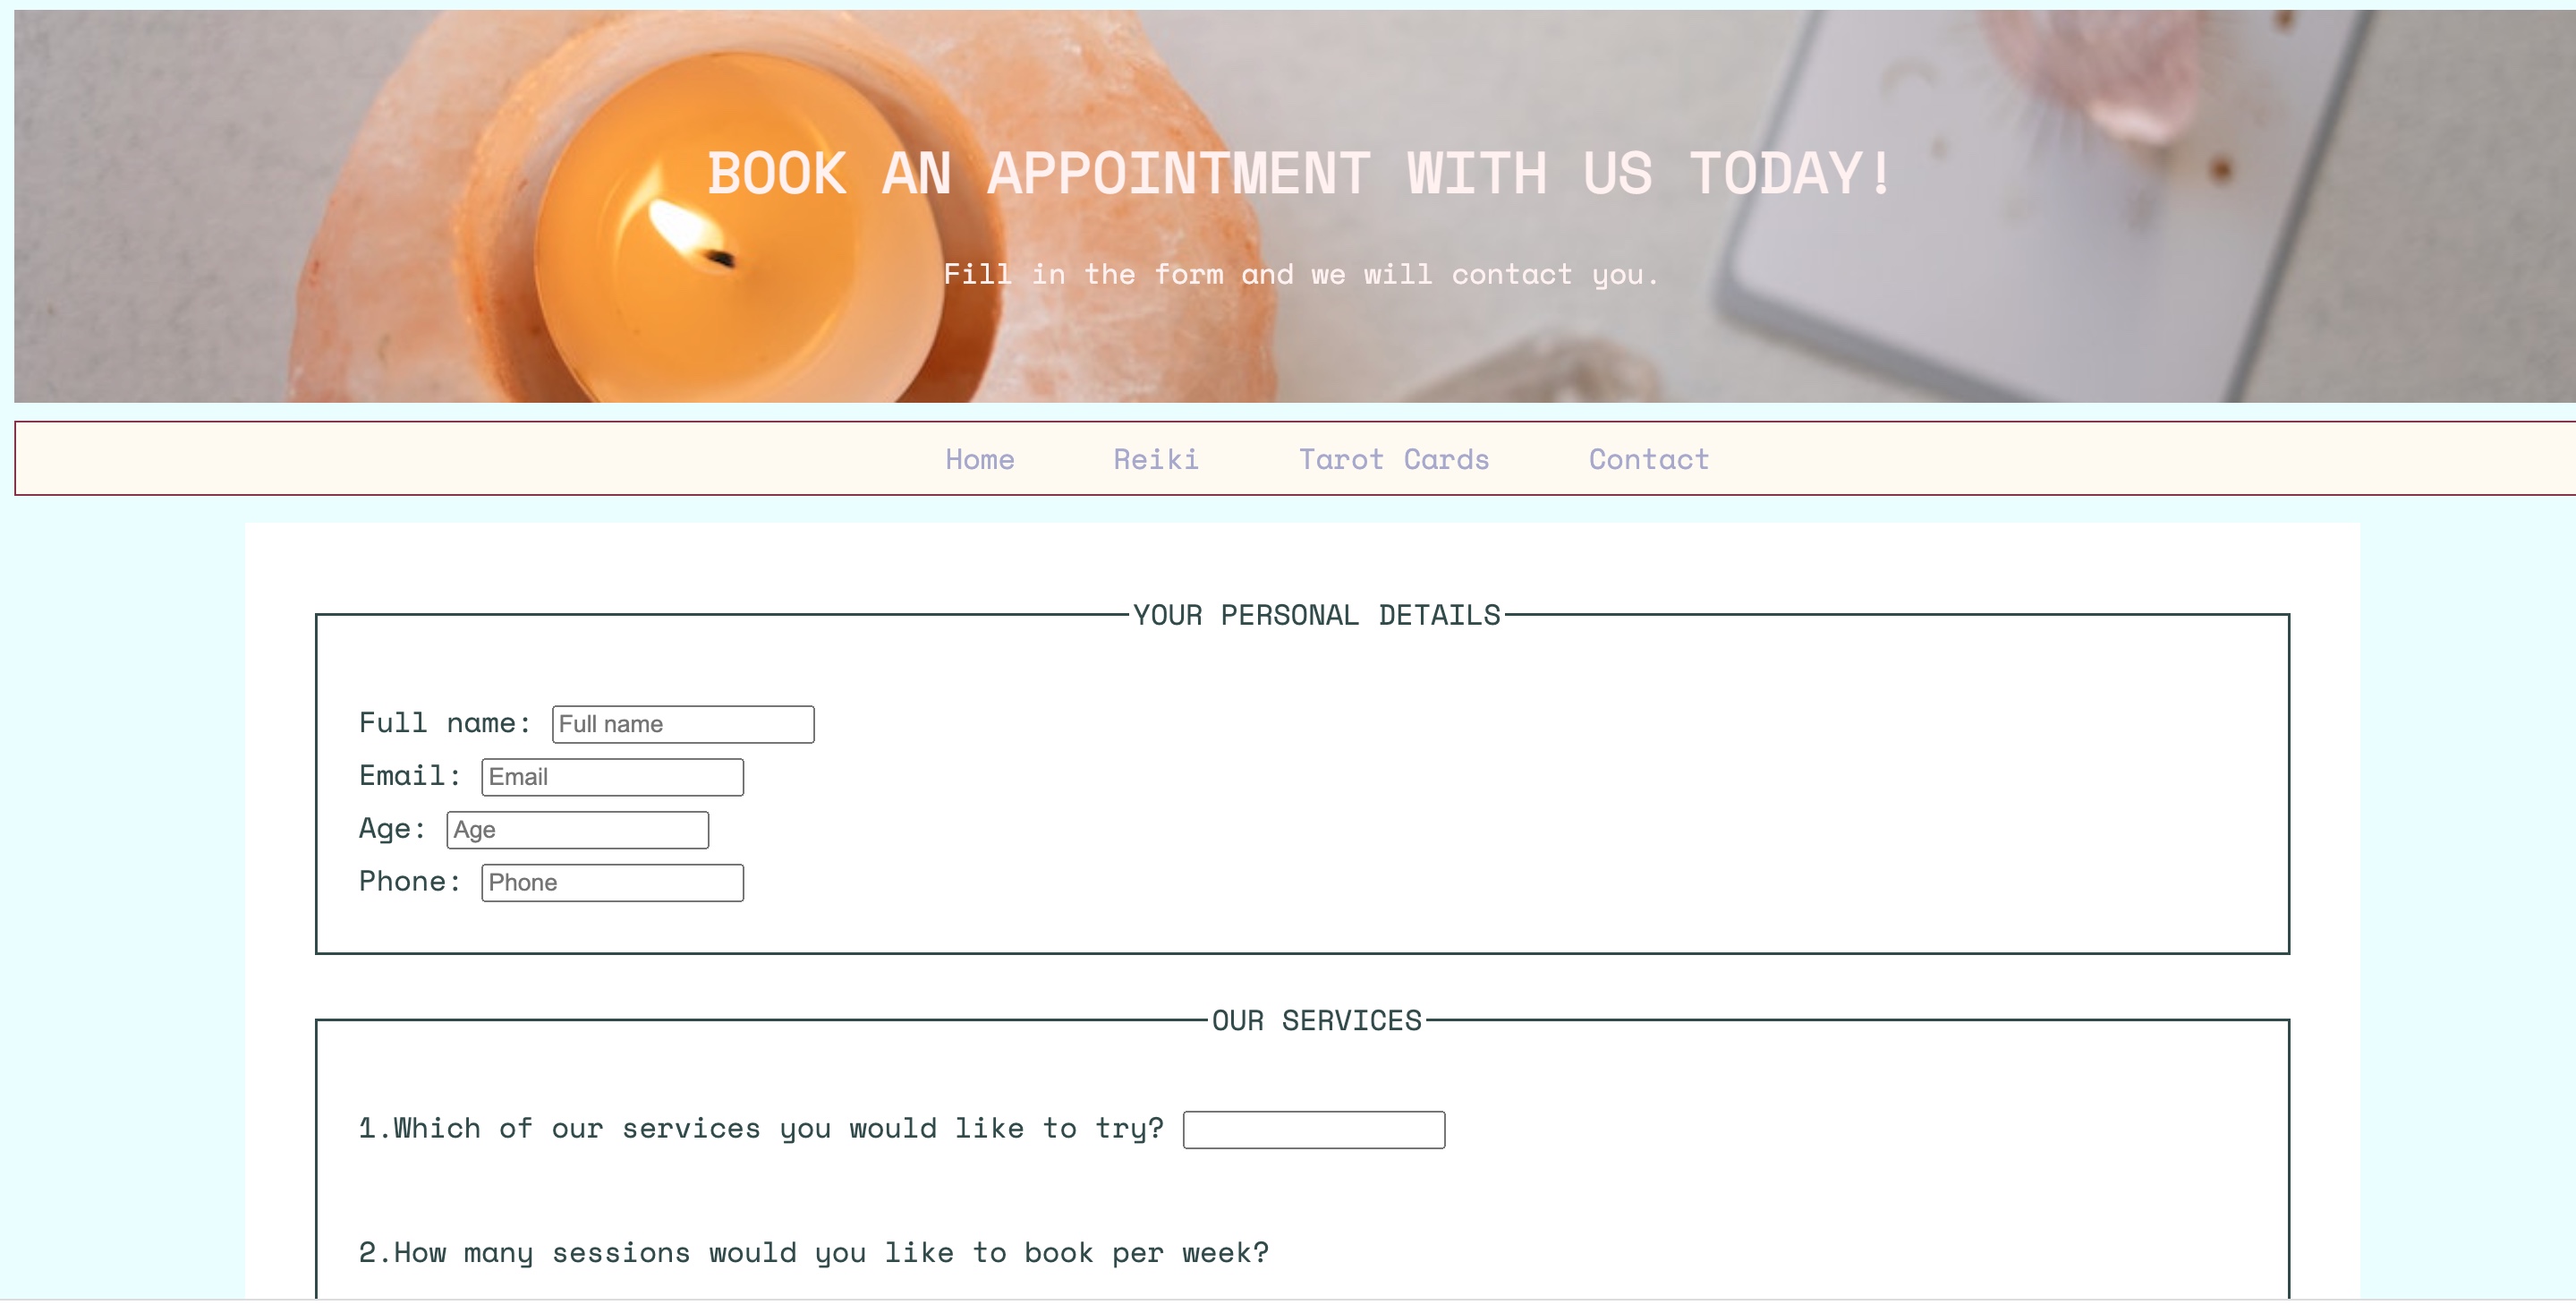 BOOK AN APPOINTMENT WITH US TODAY!
Fill in the form and we will contact you.
Home Reiki Tarot Cards Contact
YOUR PERSONAL DETAILS
Full name: Full name
Email: Email
Age: Age
Phone: Phone
OUR SERVICES
1.Which of our services you would like to try?
2.How many sessions would you like to book per week?